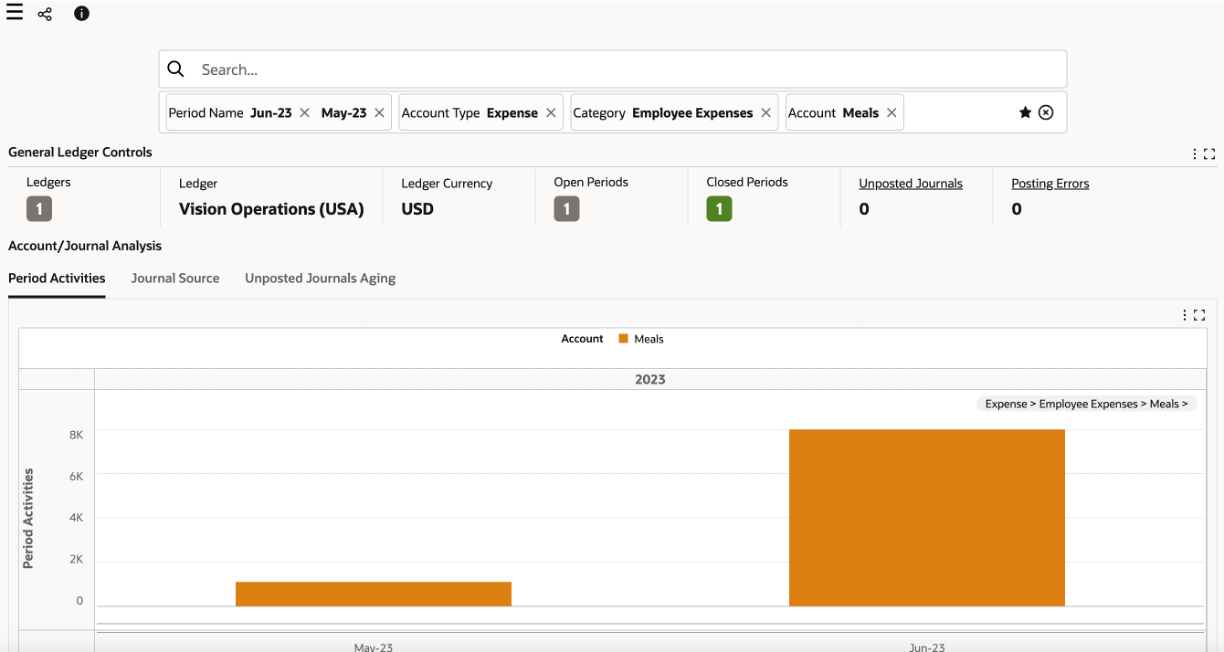 Search...
Period Name Jun-23 May-23 Account Type Expense Category Employee Expenses Account Meals
General Ledger Controls
Ledgers
1
Ledger
Vision Operations (USA)
Ledger Currency
USD
Open Periods
1
Closed Periods
1
Unposted Journals
0
Posting Errors
0
Account/Journal Analysis
Period Activities Journal Source Unposted Journals Aging
Account Meals
2023
Expense > Employee Expenses > Meals >
Period Activities
8K
6K
4K
2K
0
May-23 Jun-23